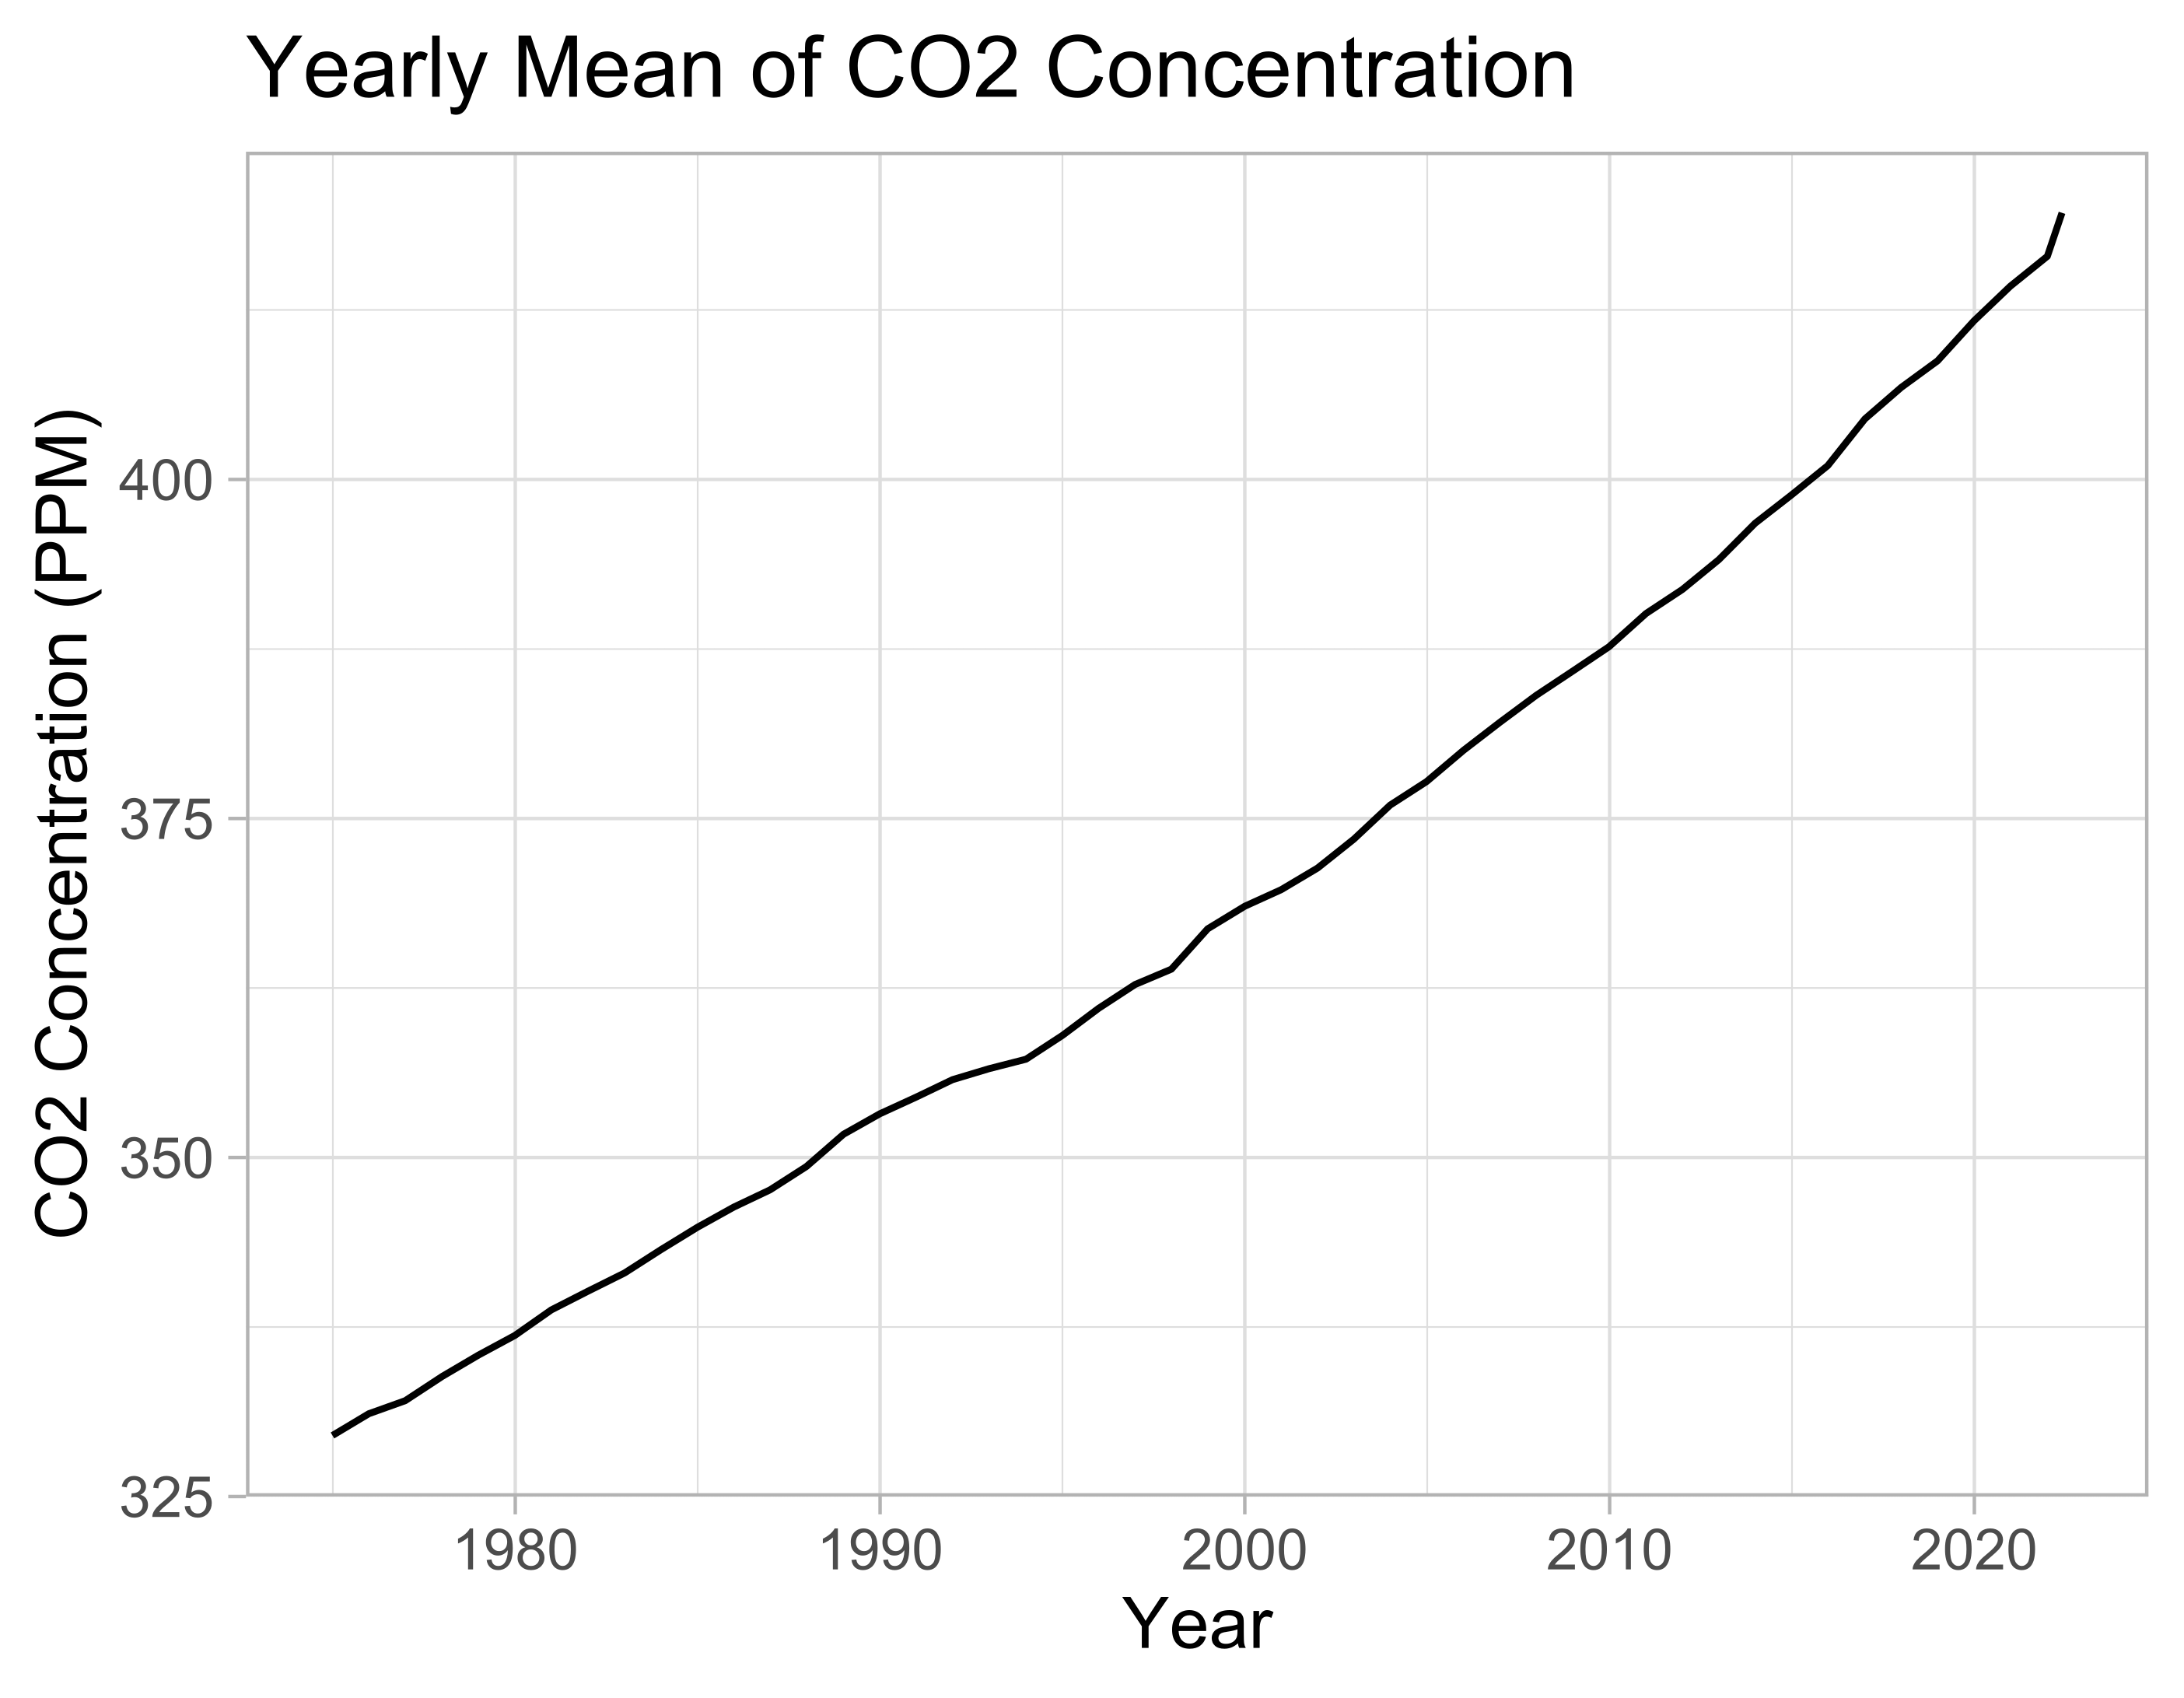 Yearly Mean of CO2 Concentration
CO2 Concentration (PPM)
400
375
350
325
1980 1990 2000 2010 2020
Year